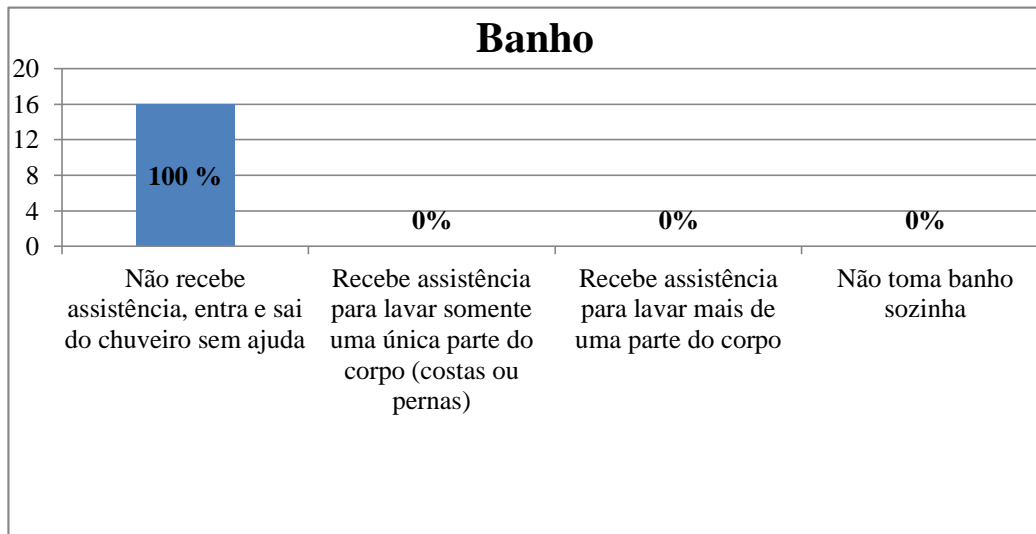 Banho
20
16
12
8
4
0
100 %
0%
0%
0%
Não recebe
assistência, entra e sai
do chuveiro sem ajuda
Recebe assistência
para lavar somente
uma única parte do
corpo (costas ou
pernas)
Recebe assistência
para lavar mais de
uma parte do corpo
Não toma banho
sozinha